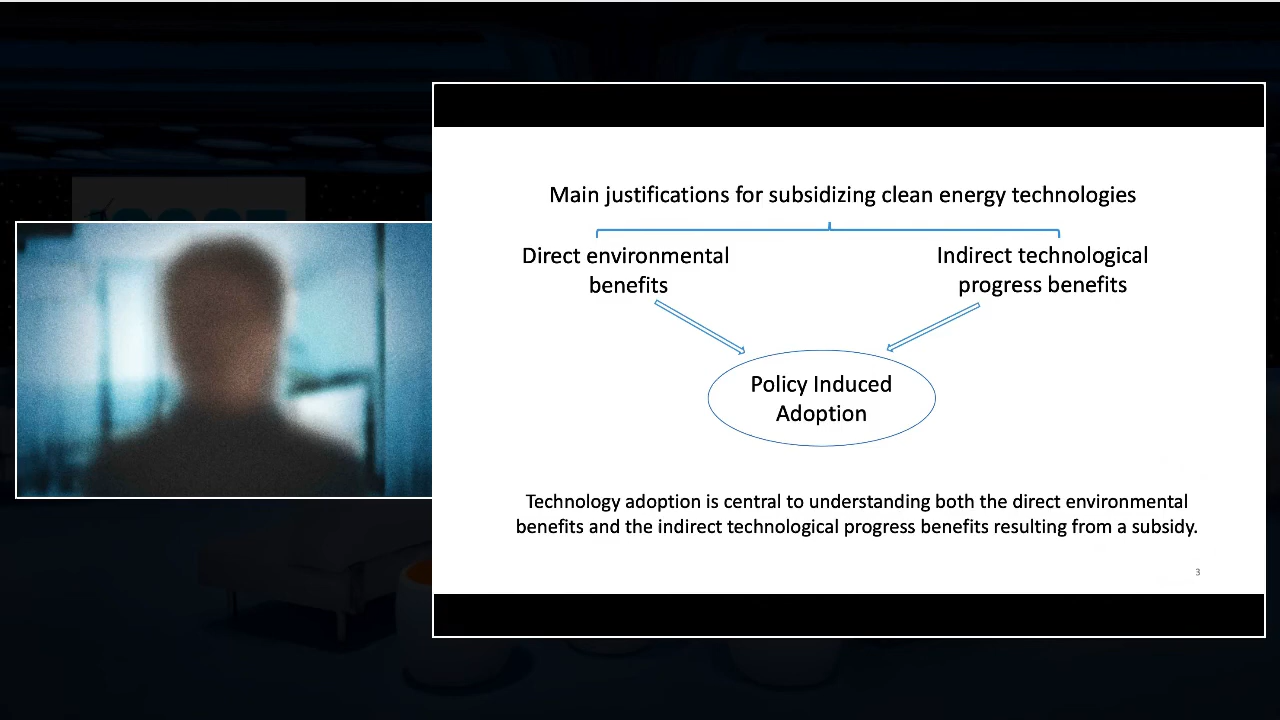 Main justifications for subsidizing clean energy technologies
Direct environmental
benefits
Indirect technological
progress benefits
Policy Induced
Adoption
Technology adoption is central to understanding both the direct environmental
benefits and the indirect technological progress benefits resulting from a subsidy.
3